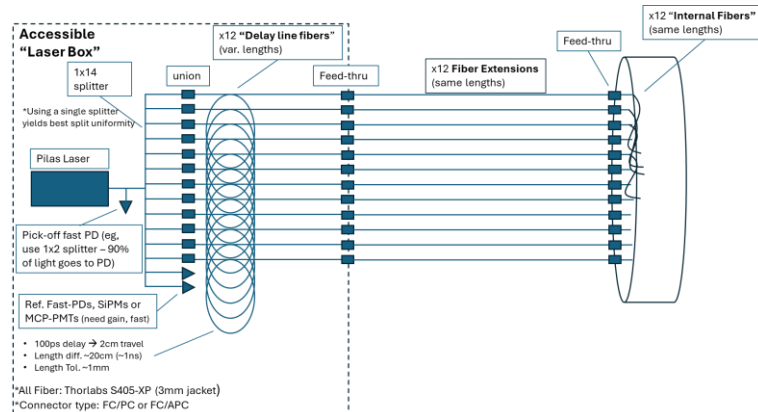 Accessible
“Laser Box”
1x14
splitter
*Using a single splitter
yields best split uniformity
Pilas Laser
Pick-off fast PD (eg,
use 1x2 splitter – 90%
of light goes to PD)
union
x12 “Delay line fibers”
(var. lengths)
Feed-thru
x12 Fiber Extensions
(same lengths)
Feed-thru
x12 “Internal Fibers”
(same lengths)
Ref. Fast-PDs, SiPMs or
MCP-PMTs (need gain, fast)
• 100ps delay → 2cm travel
• Length diff. ~20cm (~1ns)
• Length Tol. ~1mm
*All Fiber: Thorlabs S405-XP (3mm jacket)
*Connector type: FC/PC or FC/APC